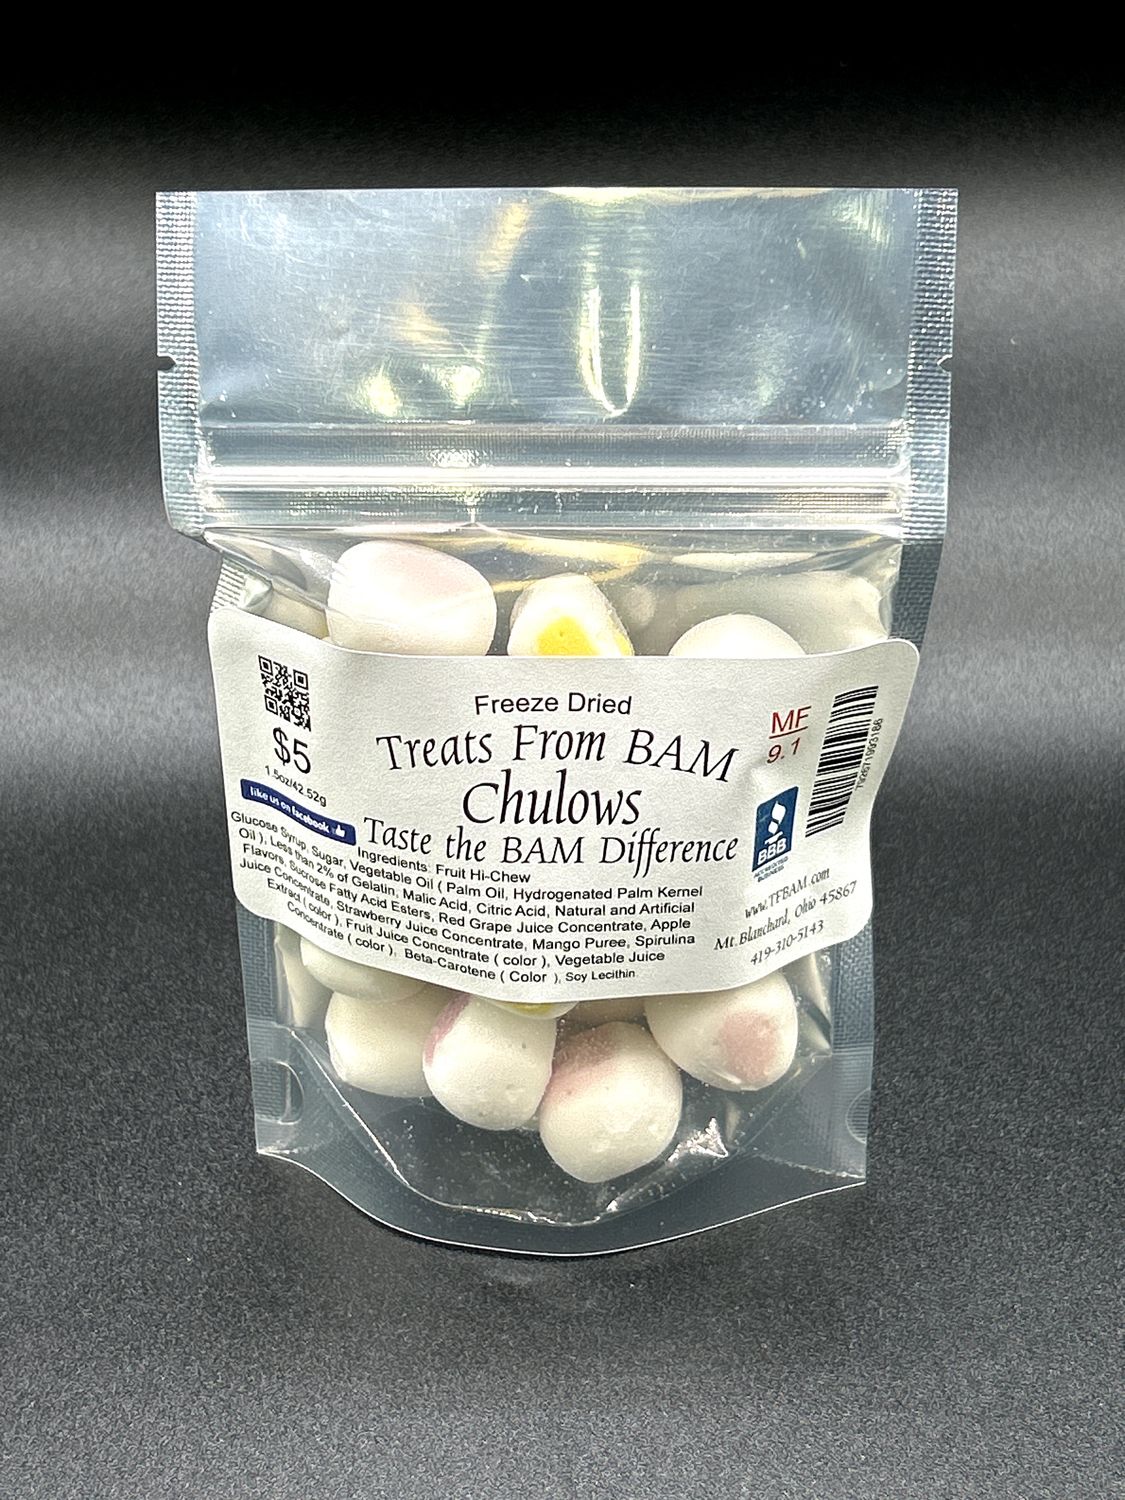 Freeze Dried
Treats From BAM
Chulows
Taste the BAM Difference
$5
1.5oz/42.52g
like us on facebook
MF
9.1
BBB
ACCREDITED
BUSINESS
Ingredients: Fruit Hi-Chew
Glucose Syrup, Sugar, Vegetable Oil ( Palm Oil, Hydrogenated Palm Kernel
Oil ), Less than 2% of Gelatin, Malic Acid, Citric Acid, Natural and Artificial
Flavors, Sucrose Fatty Acid Esters, Red Grape Juice Concentrate, Apple
Juice Concentrate, Strawberry Juice Concentrate, Mango Puree, Spirulina
Extract ( color ), Fruit Juice Concentrate ( color ), Vegetable Juice
Concentrate ( color ), Beta-Carotene ( Color ), Soy Lecithin
www.TFBAM.com
Mt. Blanchard, Ohio 45867
419-310-5143